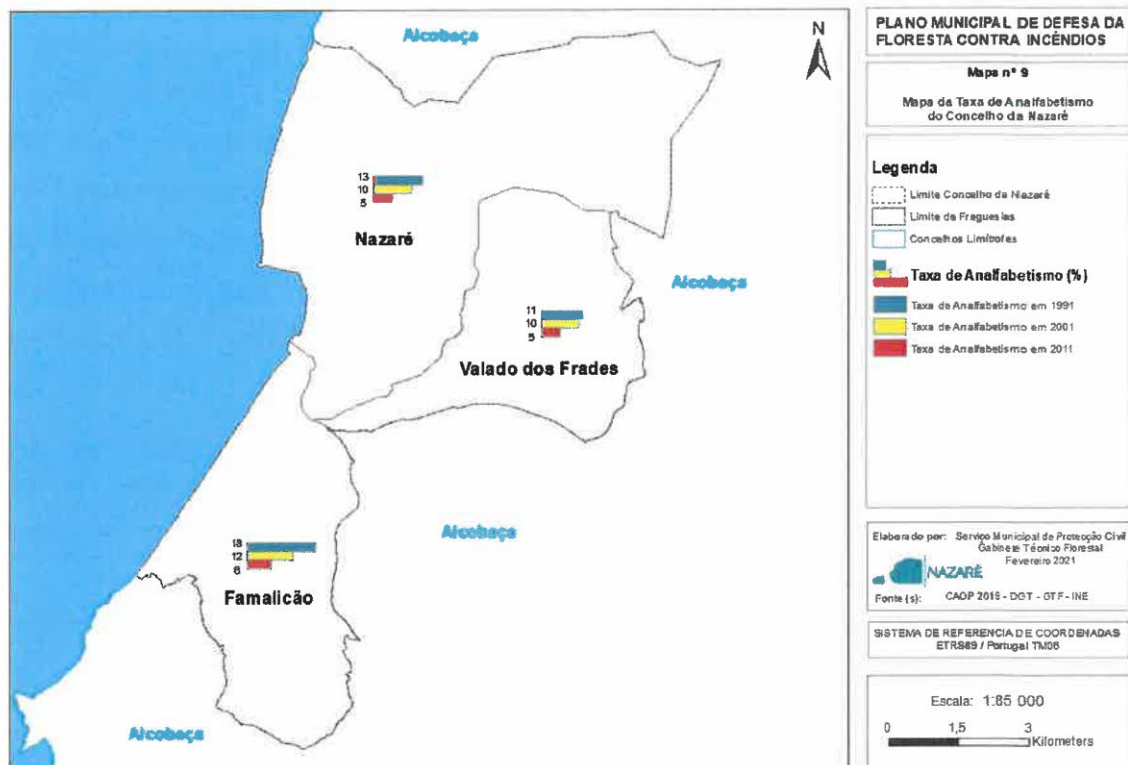 Alcobaça
N
13
10
5
Nazaré
Alcobaça
11
10
5
Valado dos Frades
Alcobaça
18
12
6
Famalicão
Alcobaça
PLANO MUNICIPAL DE DEFESA DA
FLORESTA CONTRA INCÊNDIOS
Mapa nº 9
Mapa da Taxa de Analfabetismo
do Concelho da Nazaré
Legenda
Limite Concelho da Nazaré
Limite de Freguesias
Concelhos Limítrofes
Taxa de Analfabetismo (%)
Taxa de Analfabetismo em 1991
Taxa de Analfabetismo em 2001
Taxa de Analfabetismo em 2011
Elaborado por: Serviço Municipal de Protecção Civil
Gabinete Técnico Florestal
Fevereiro 2021
NAZARÉ
Fonte (s): CAOP 2019 - DGT - GTF - INE
SISTEMA DE REFERENCIA DE COORDENADAS
ETRS89 / Portugal TM06
Escala: 1:85 000
0 1,5 3
Kilometers